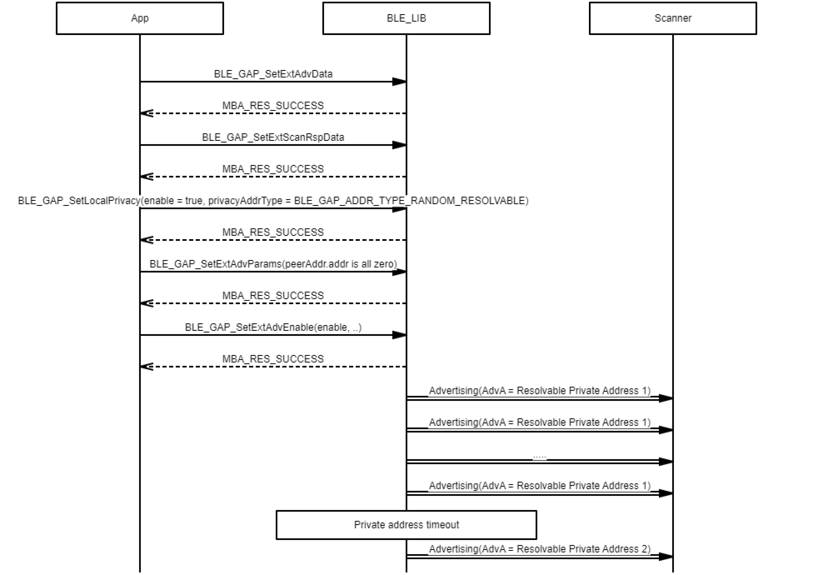 App
BLE_LIB
Scanner
BLE_GAP_SetExtAdvData
MBA_RES_SUCCESS
BLE_GAP_SetExtScanRspData
MBA_RES_SUCCESS
BLE_GAP_SetLocalPrivacy(enable = true, privacyAddrType = BLE_GAP_ADDR_TYPE_RANDOM_RESOLVABLE)
MBA_RES_SUCCESS
BLE_GAP_SetExtAdvParams(peerAddr.addr is all zero)
MBA_RES_SUCCESS
BLE_GAP_SetExtAdvEnable(enable, ..)
MBA_RES_SUCCESS
Advertising(AdvA = Resolvable Private Address 1)
Advertising(AdvA = Resolvable Private Address 1)
.....
Advertising(AdvA = Resolvable Private Address 1)
Private address timeout
Advertising(AdvA = Resolvable Private Address 2)